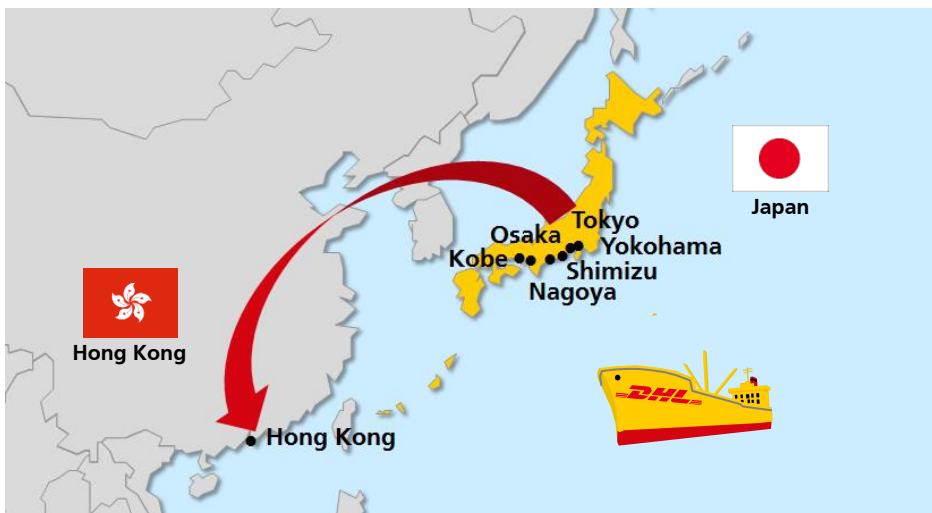 Japan
Tokyo
Osaka
Yokohama
Kobe
Shimizu
Nagoya
Hong Kong
DHL
Hong Kong